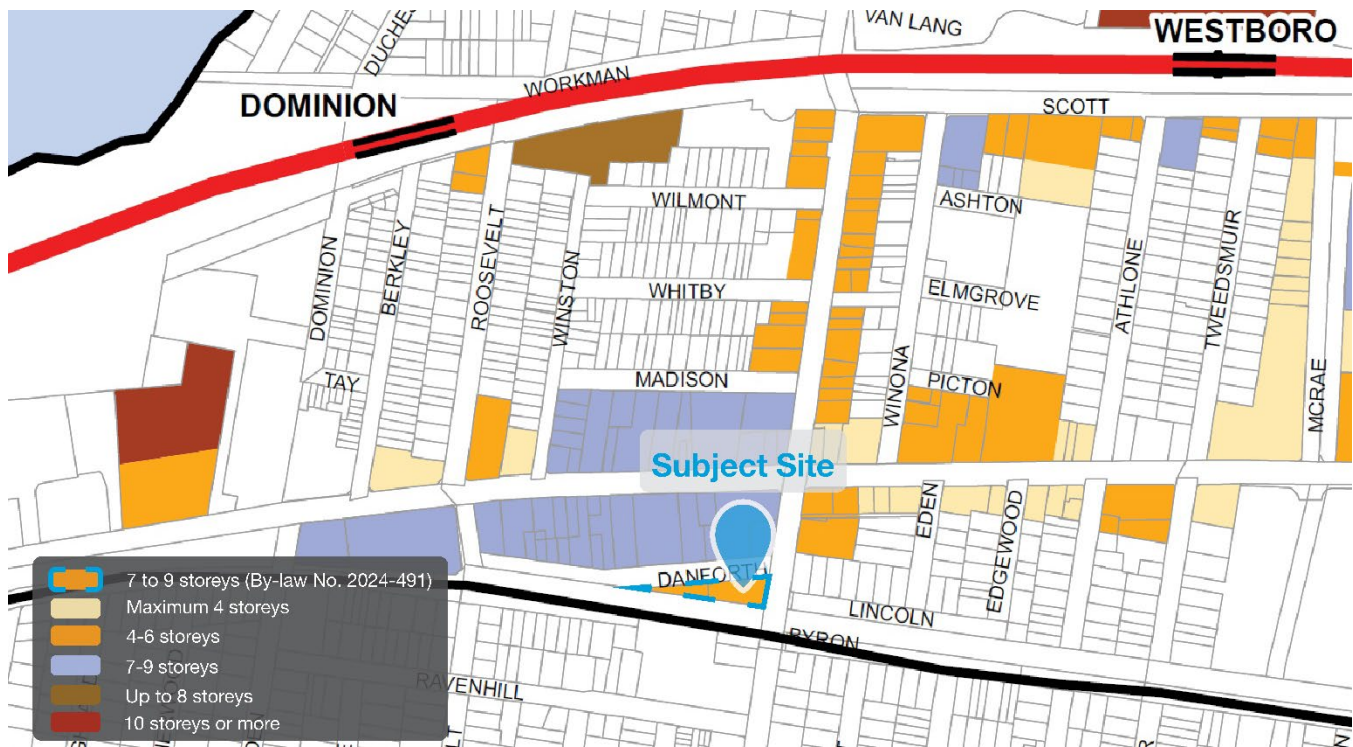 VAN LANG
WESTBORO
DUCHES
WORKMAN
DOMINION
SCOTT
WILMONT
ASHTON
ROOSEVELT
DOMINION
BERKLEY
WINSTON
WHITBY
ELMGROVE
ATHLONE
TWEEDSMUIR
TAY
MADISON
PICTON
WINONA
MCRAE
Subject Site
EDEN
EDGEWOOD
DANFORTH
LINCOLN
BYRON
RAVENHILL
7 to 9 storeys (By-law No. 2024-491)
Maximum 4 storeys
4-6 storeys
7-9 storeys
Up to 8 storeys
10 storeys or more